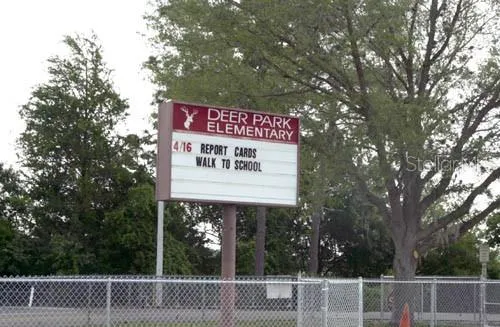 DEER PARK
ELEMENTARY
4/16 REPORT CARDS
WALK TO SCHOOL